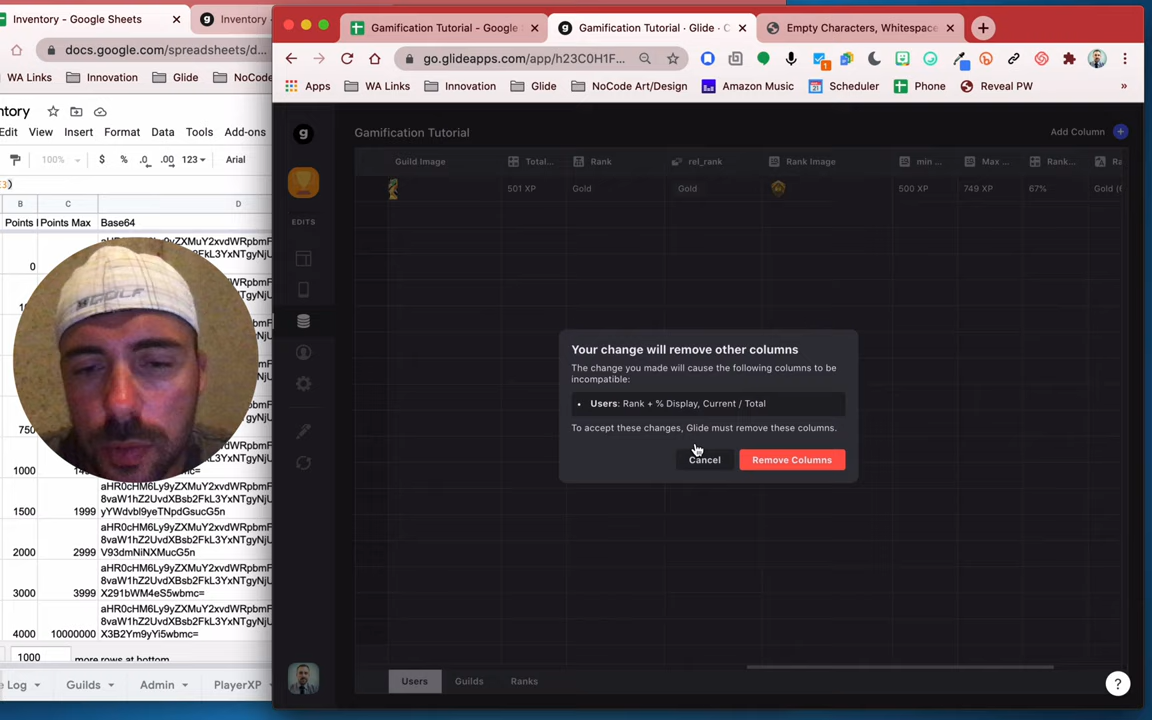 Inventory - Google Sheets
Inventory
docs.google.com/spreadsheets/d...
WA Links
Innovation
Glide
NoCode
ntory
Edit View Insert Format Data Tools Add-ons
100% $ % .0 .00 123 Arial
B C D
Points Max Base64
0
aHR0cHM6Ly9yZXMuY2xvdWRpbmF
750
1000
1500 1999
8vaW1hZ2UvdXBsb2FkL3YxNTgyNjU
2000 2999
3000 3999
4000 10000000
1000 more rows at bottom
e Log Guilds Admin PlayerXP
Gamification Tutorial - Google
Gamification Tutorial · Glide · C
Empty Characters, Whitespace
go.glideapps.com/app/h23C0H1F...
Apps WA Links Innovation Glide NoCode Art/Design Amazon Music Scheduler Phone Reveal PW »
g
Gamification Tutorial
Add Column
EDITS
Guild Image Total... Rank rel_rank Rank Image min ... Max ... Rank... Ra
501 XP Gold Gold 500 XP 749 XP 67% Gold (6
Your change will remove other columns
The change you made will cause the following columns to be
incompatible:
• Users: Rank + % Display, Current / Total
To accept these changes, Glide must remove these columns.
Cancel Remove Columns
Users Guilds Ranks
?
GOLF